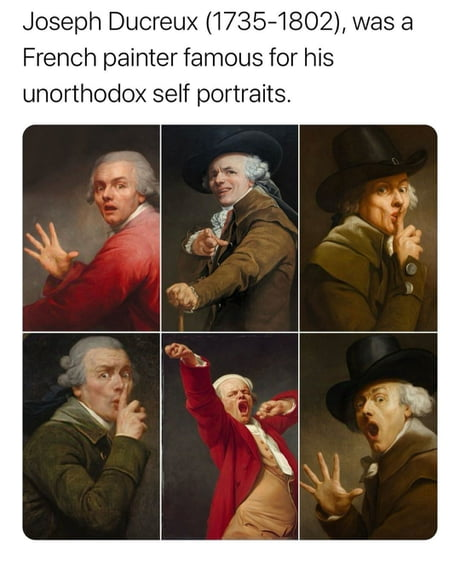 Joseph Ducreux (1735-1802), was a
French painter famous for his
unorthodox self portraits.